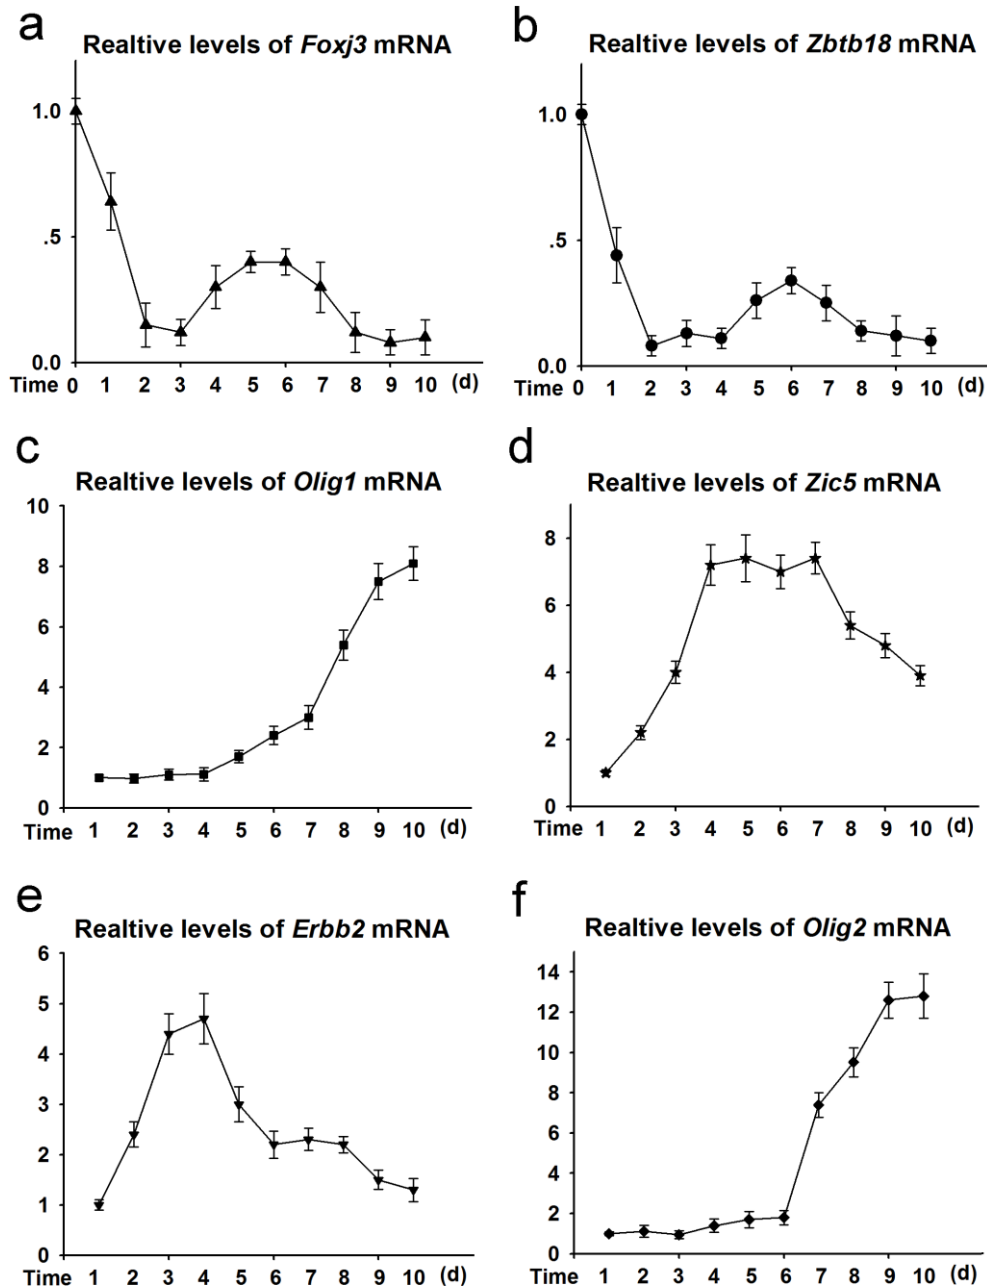 a
Realtive levels of Foxj3 mRNA
1.0
.5
0.0
Time 0 1 2 3 4 5 6 7 8 9 10 (d)
b
Realtive levels of Zbtb18 mRNA
1.0
.5
0.0
Time 0 1 2 3 4 5 6 7 8 9 10 (d)
c
Realtive levels of Olig1 mRNA
10
8
6
4
2
0
Time 1 2 3 4 5 6 7 8 9 10 (d)
d
Realtive levels of Zic5 mRNA
8
6
4
2
0
Time 1 2 3 4 5 6 7 8 9 10 (d)
e
Realtive levels of Erbb2 mRNA
6
5
4
3
2
1
0
Time 1 2 3 4 5 6 7 8 9 10 (d)
f
Realtive levels of Olig2 mRNA
14
12
10
8
6
4
2
0
Time 1 2 3 4 5 6 7 8 9 10 (d)